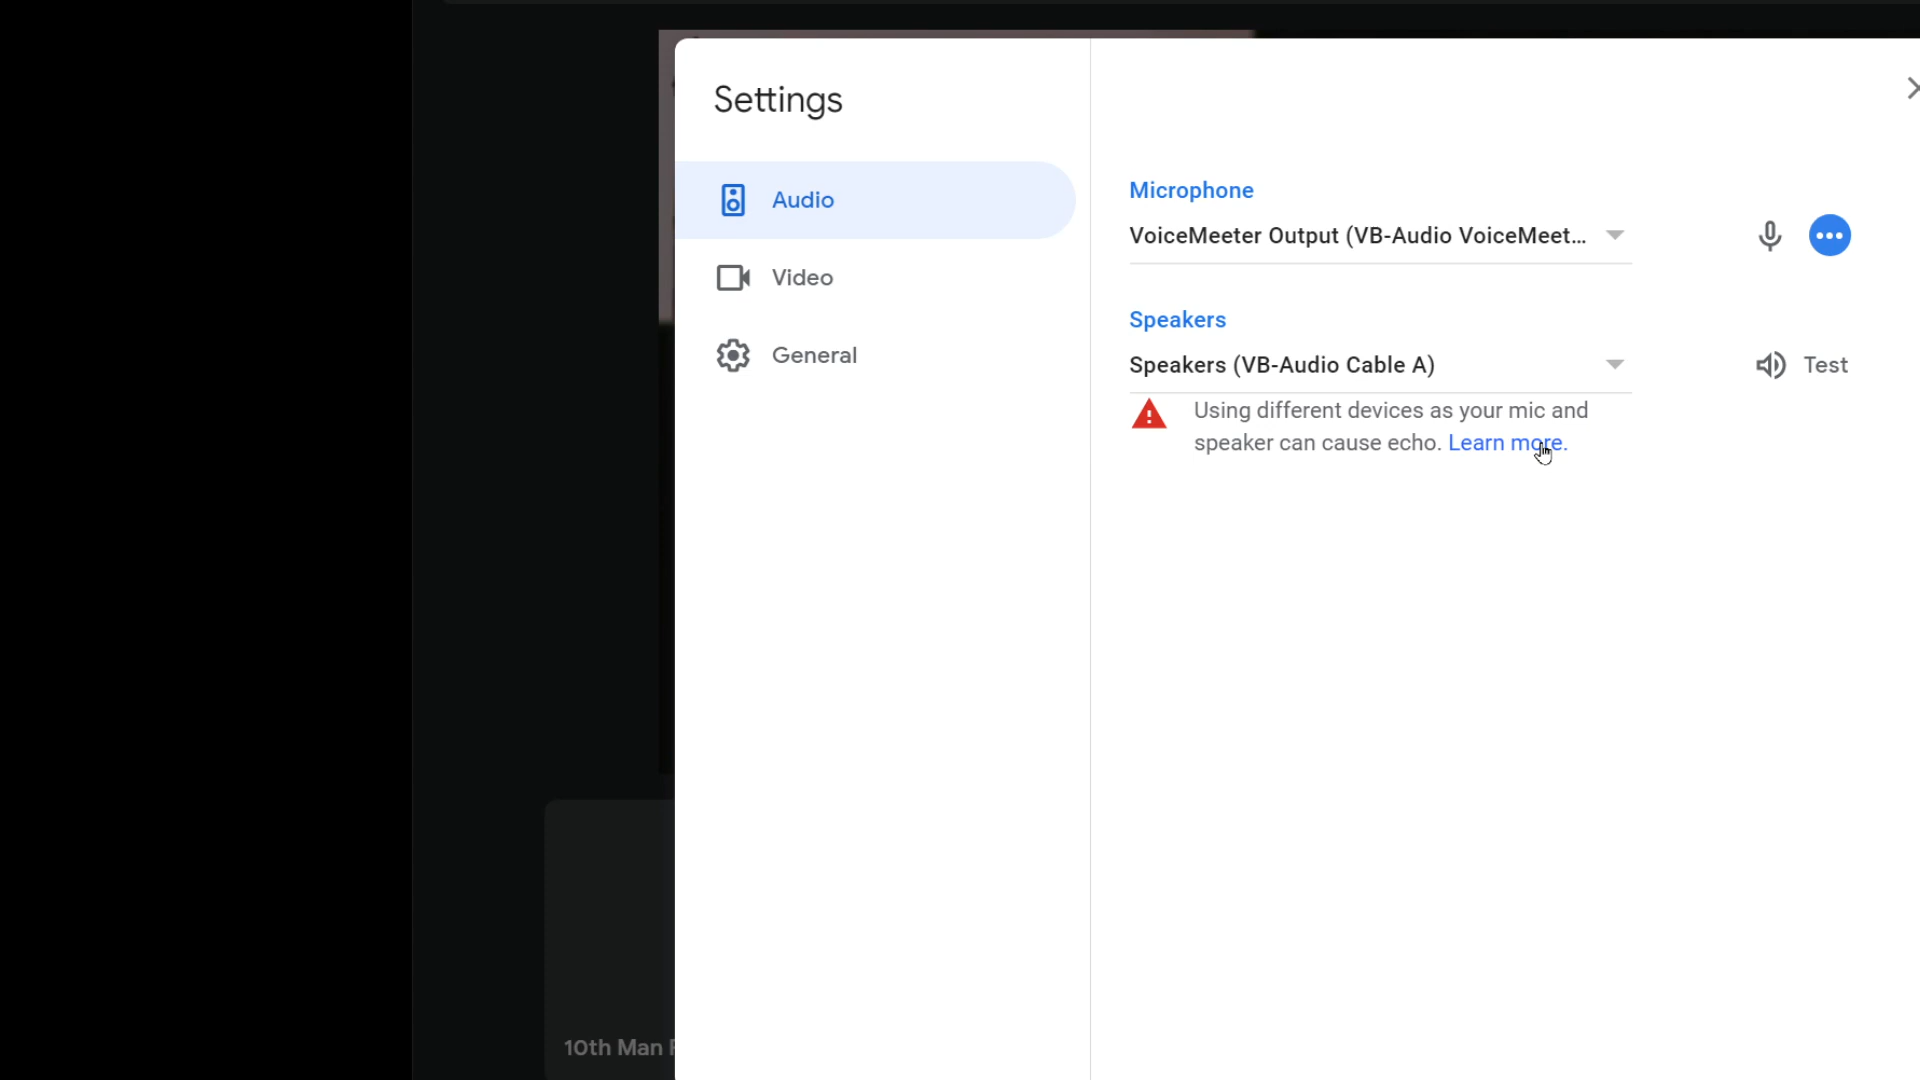 Settings
Audio
Video
General
Microphone
VoiceMeeter Output (VB-Audio VoiceMeet...
Speakers
Speakers (VB-Audio Cable A)
Test
Using different devices as your mic and
speaker can cause echo. Learn more.
10th Man